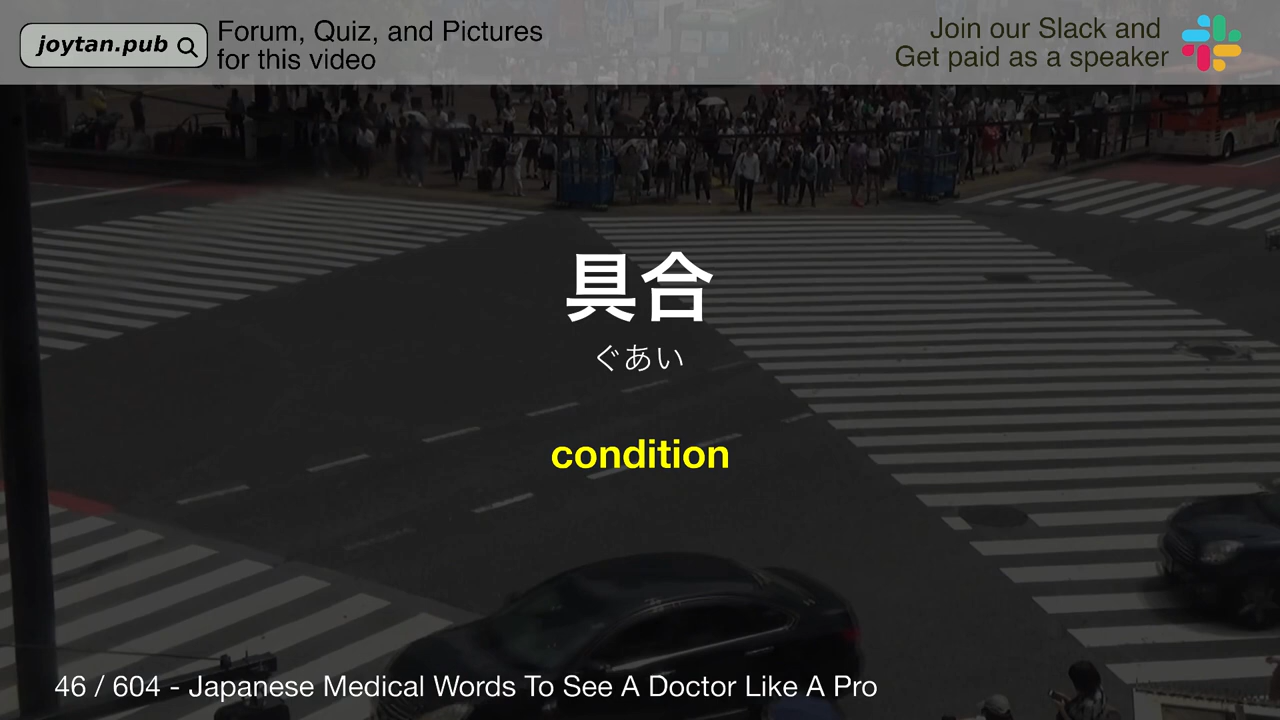 joytan.pub
Forum, Quiz, and Pictures
for this video
Join our Slack and
Get paid as a speaker
具合
ぐあい
condition
46 / 604 - Japanese Medical Words To See A Doctor Like A Pro